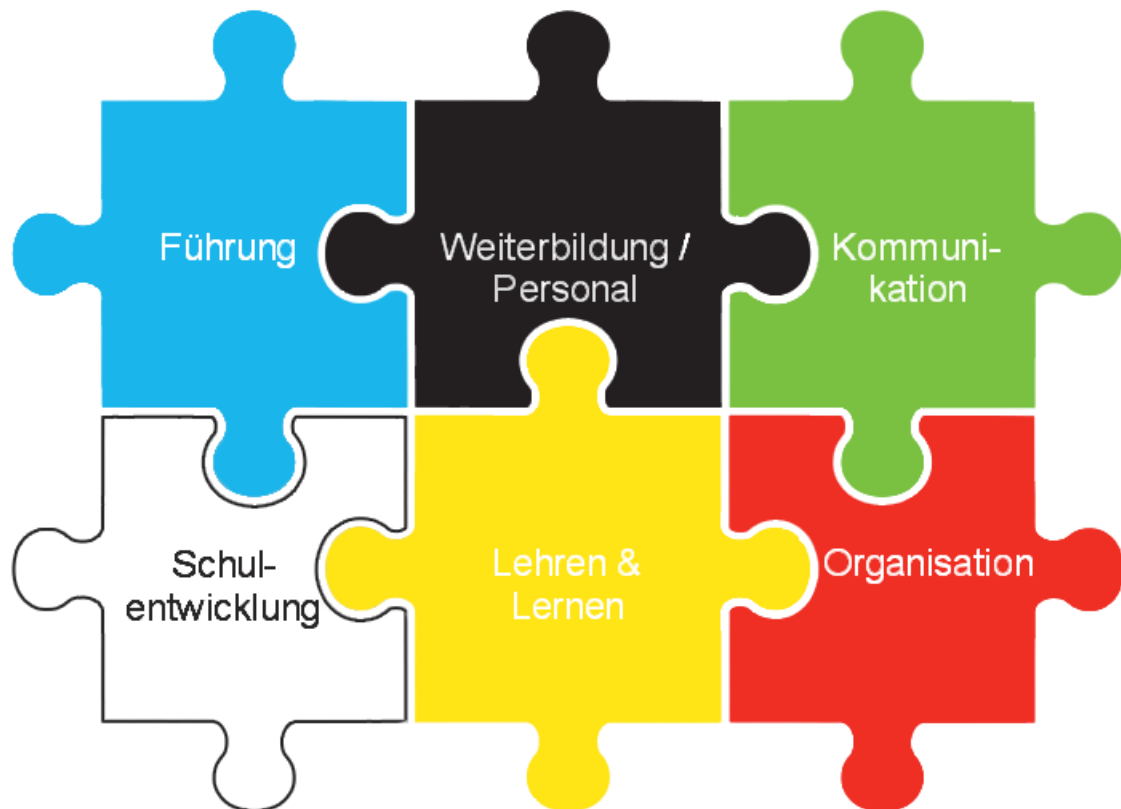 Führung
Weiterbildung /
Personal
Kommuni-
kation
Schul-
entwicklung
Lehren &
Lernen
Organisation